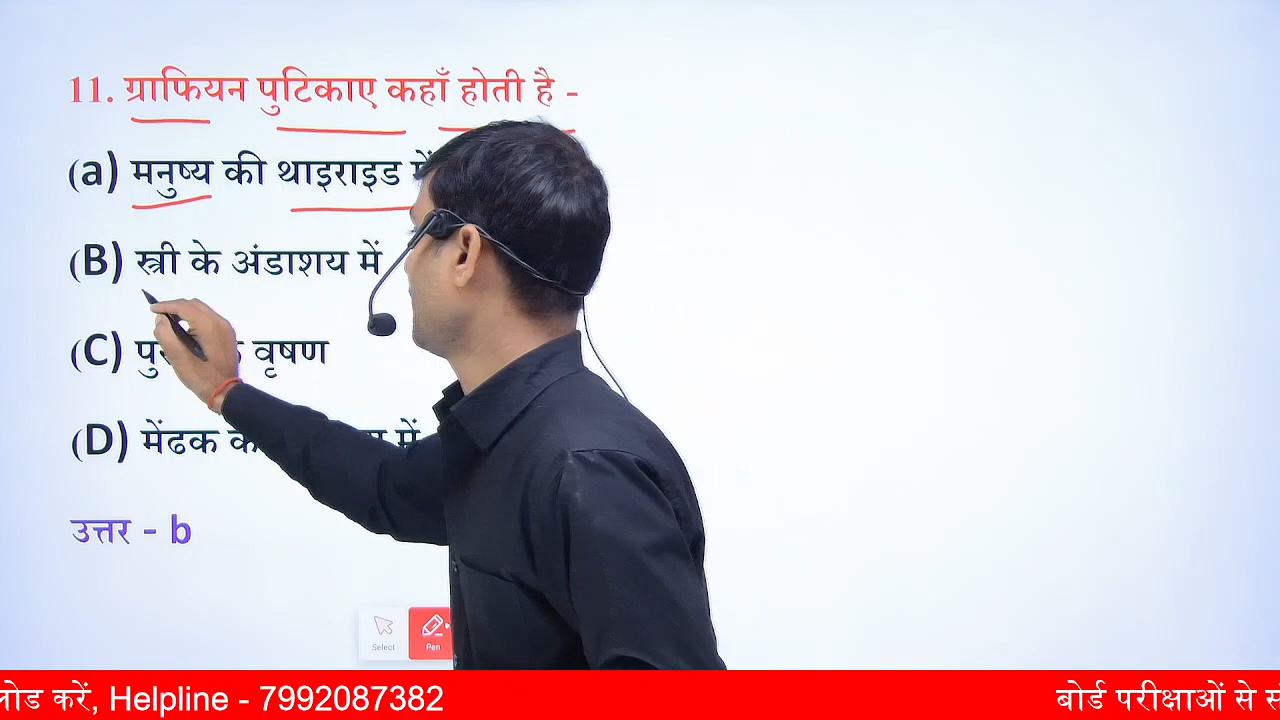 11. ग्राफियन पुटिकाए कहाँ होती है -
(a) मनुष्य की थाइराइड में
(B) स्त्री के अंडाशय में
(C) वृषण
(D) मेंढक में
उत्तर - b
Select
Pen
लोड करें, Helpline - 7992087382
बोर्ड परीक्षाओं से